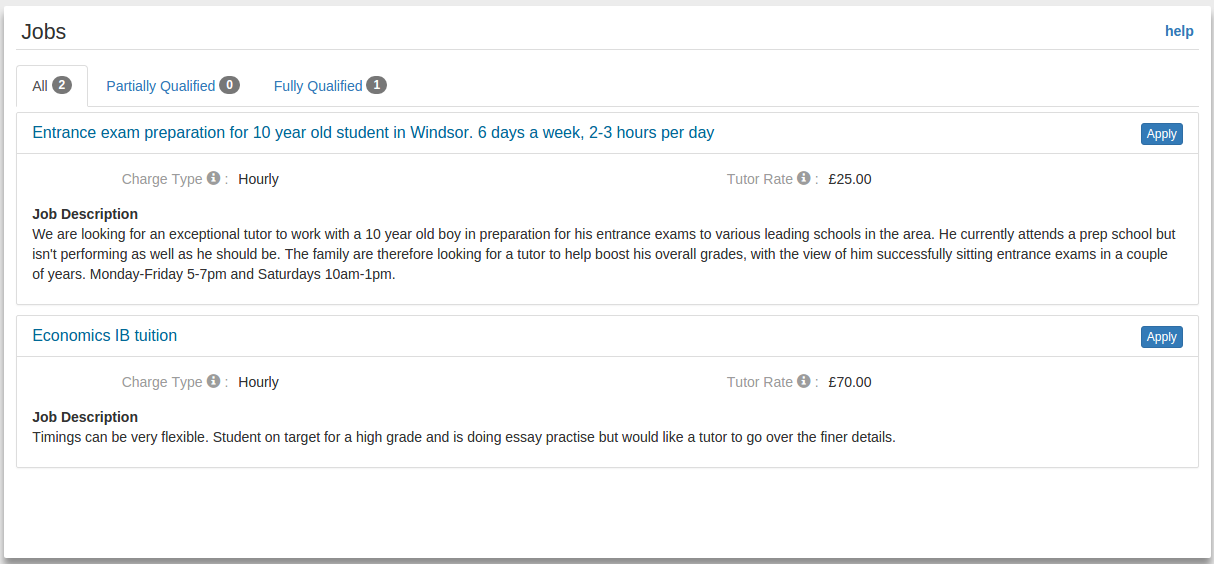 Jobs
help
All 2 Partially Qualified 0 Fully Qualified 1
Entrance exam preparation for 10 year old student in Windsor. 6 days a week, 2-3 hours per day
Apply
Charge Type : Hourly
Tutor Rate : £25.00
Job Description
We are looking for an exceptional tutor to work with a 10 year old boy in preparation for his entrance exams to various leading schools in the area. He currently attends a prep school but
isn't performing as well as he should be. The family are therefore looking for a tutor to help boost his overall grades, with the view of him successfully sitting entrance exams in a couple
of years. Monday-Friday 5-7pm and Saturdays 10am-1pm.
Economics IB tuition
Apply
Charge Type : Hourly
Tutor Rate : £70.00
Job Description
Timings can be very flexible. Student on target for a high grade and is doing essay practise but would like a tutor to go over the finer details.